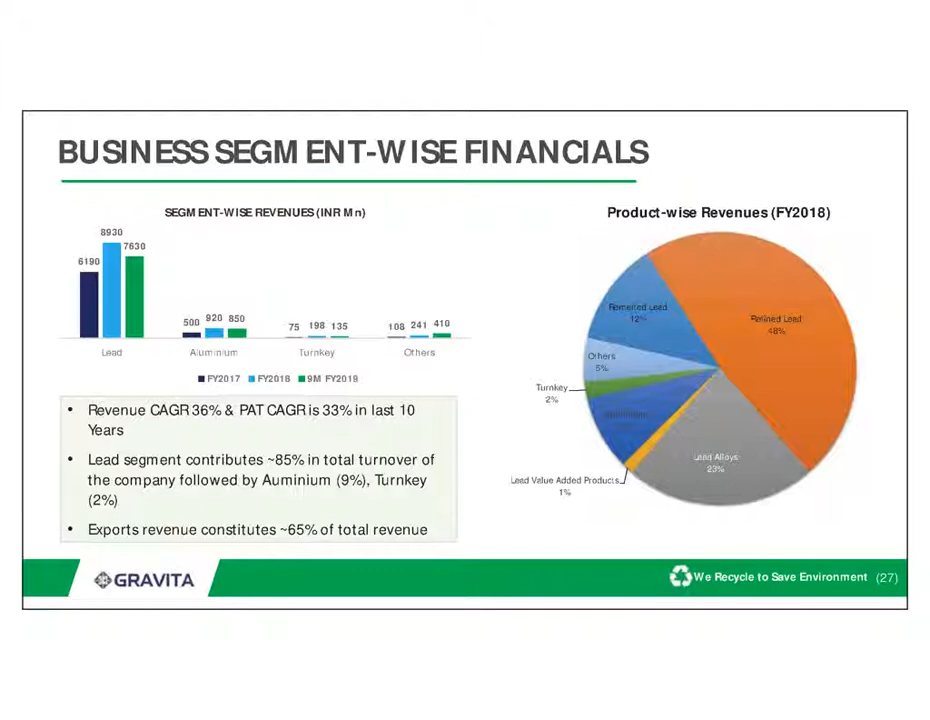 BUSINESS SEGMENT-WISE FINANCIALS
SEGMENT-WISE REVENUES (INR Mn)
8930
7630
6190
500 920 850
75 198 135
108 241 410
Lead
Aluminium
Turnkey
Others
FY2017
FY2018
9M FY2019
• Revenue CAGR 36% & PAT CAGR is 33% in last 10
Years
• Lead segment contributes ~85% in total turnover of
the company followed by Auminium (9%), Turnkey
(2%)
• Exports revenue constitutes ~65% of total revenue
Product-wise Revenues (FY2018)
Remelted Lead
12%
Refined Lead
48%
Others
5%
Turnkey
2%
Lead Alloys
23%
Lead Value Added Products
1%
GRAVITA
We Recycle to Save Environment (27)